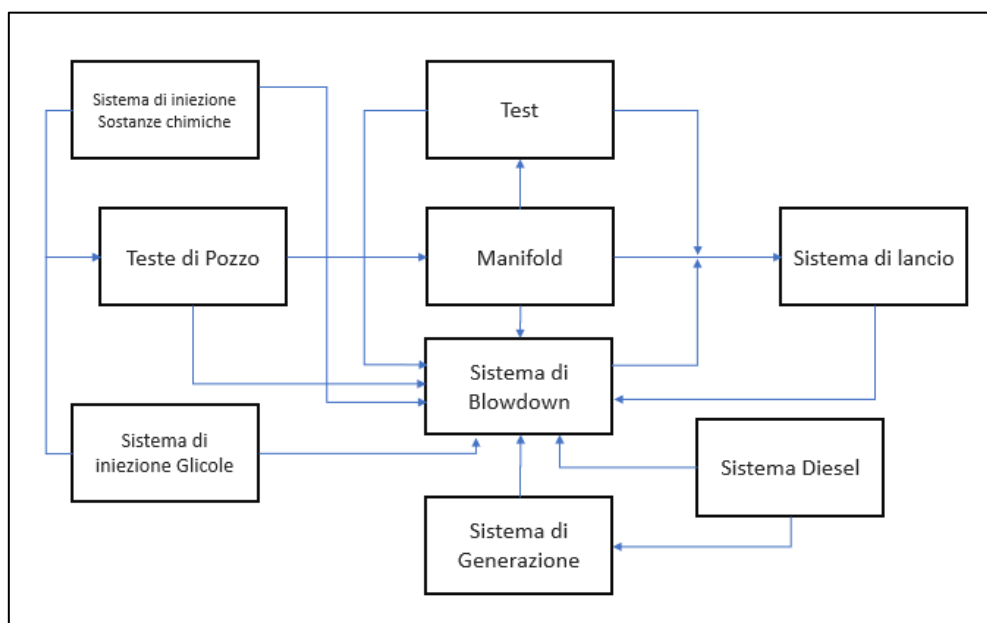 Sistema di iniezione
Sostanze chimiche
Test
Teste di Pozzo
Manifold
Sistema di lancio
Sistema di
Blowdown
Sistema di
iniezione Glicole
Sistema Diesel
Sistema di
Generazione